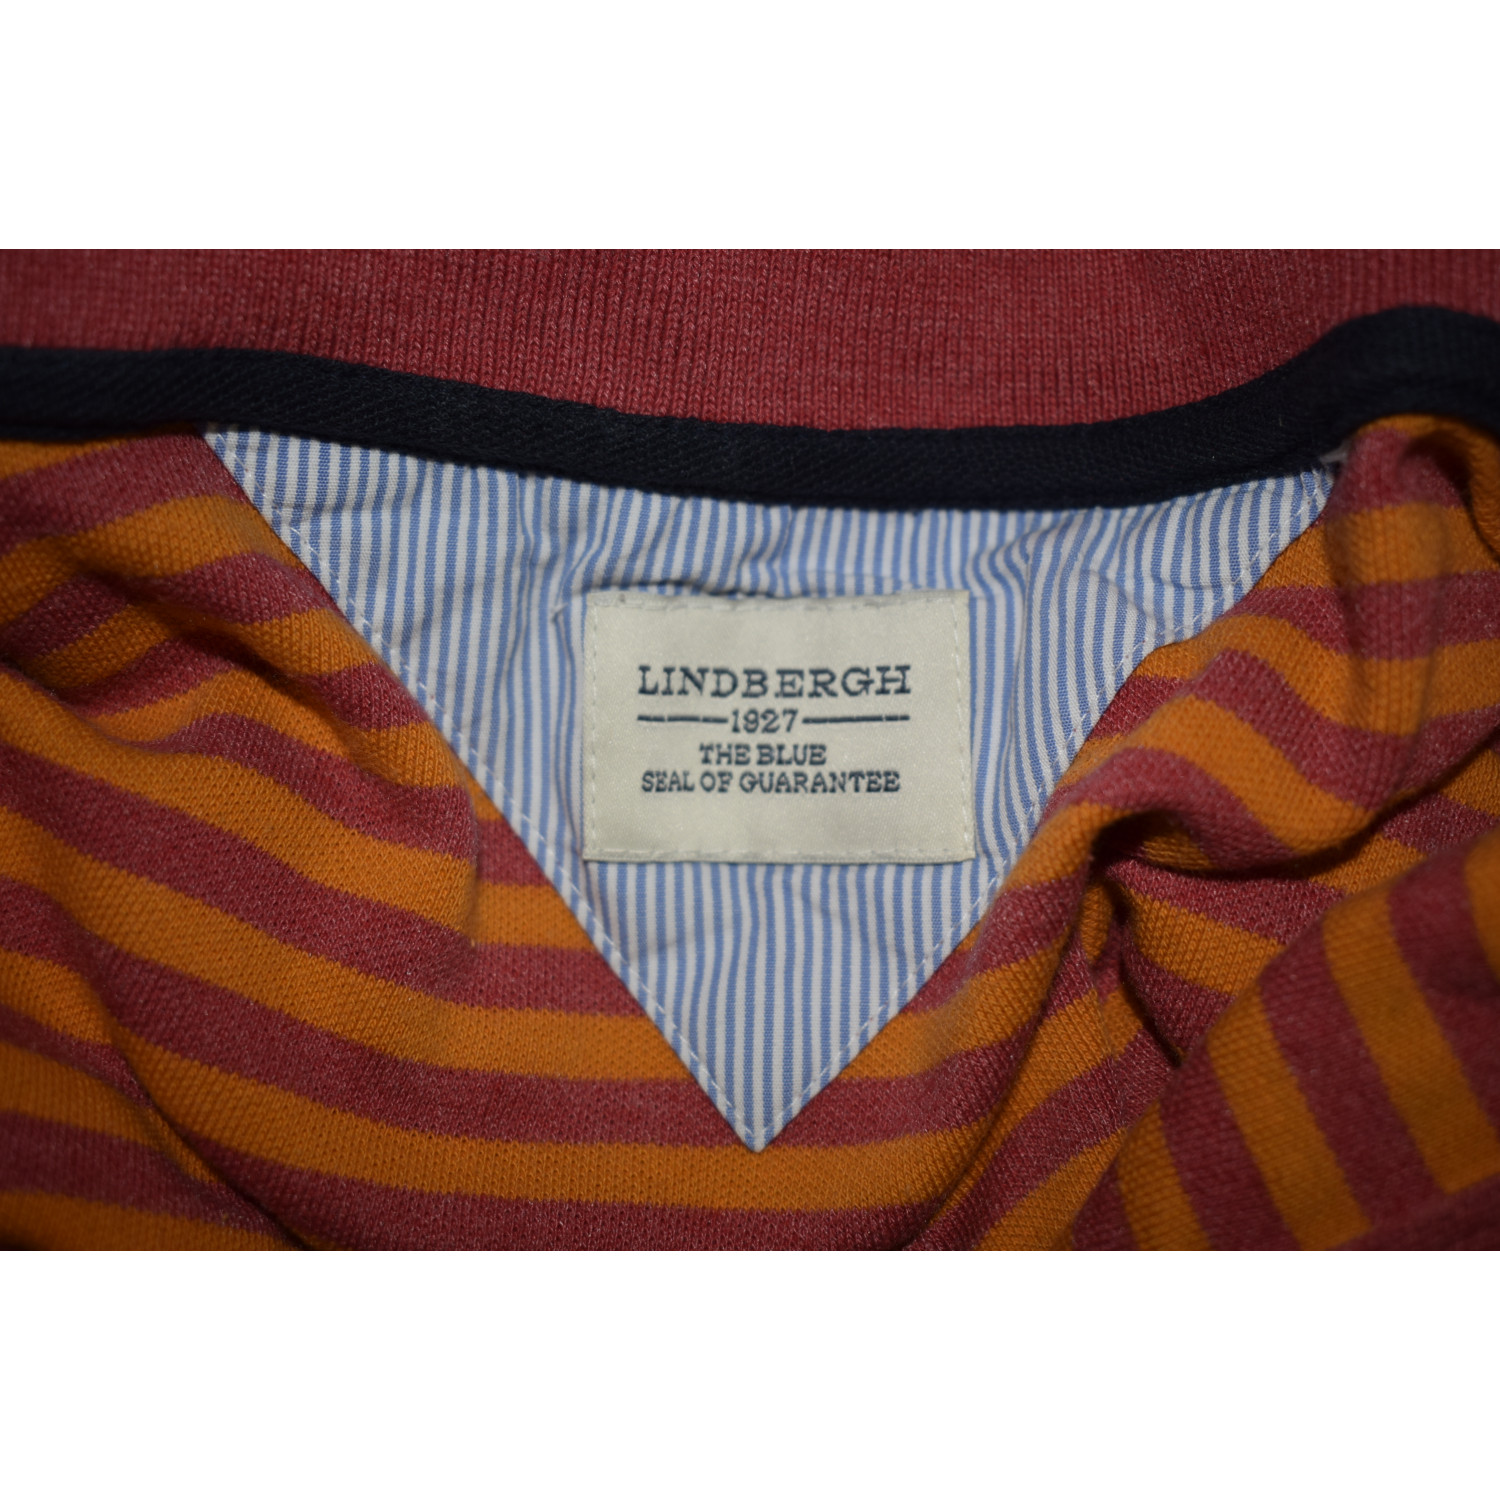 LINDBERGH
1927
THE BLUE
SEAL OF GUARANTEE